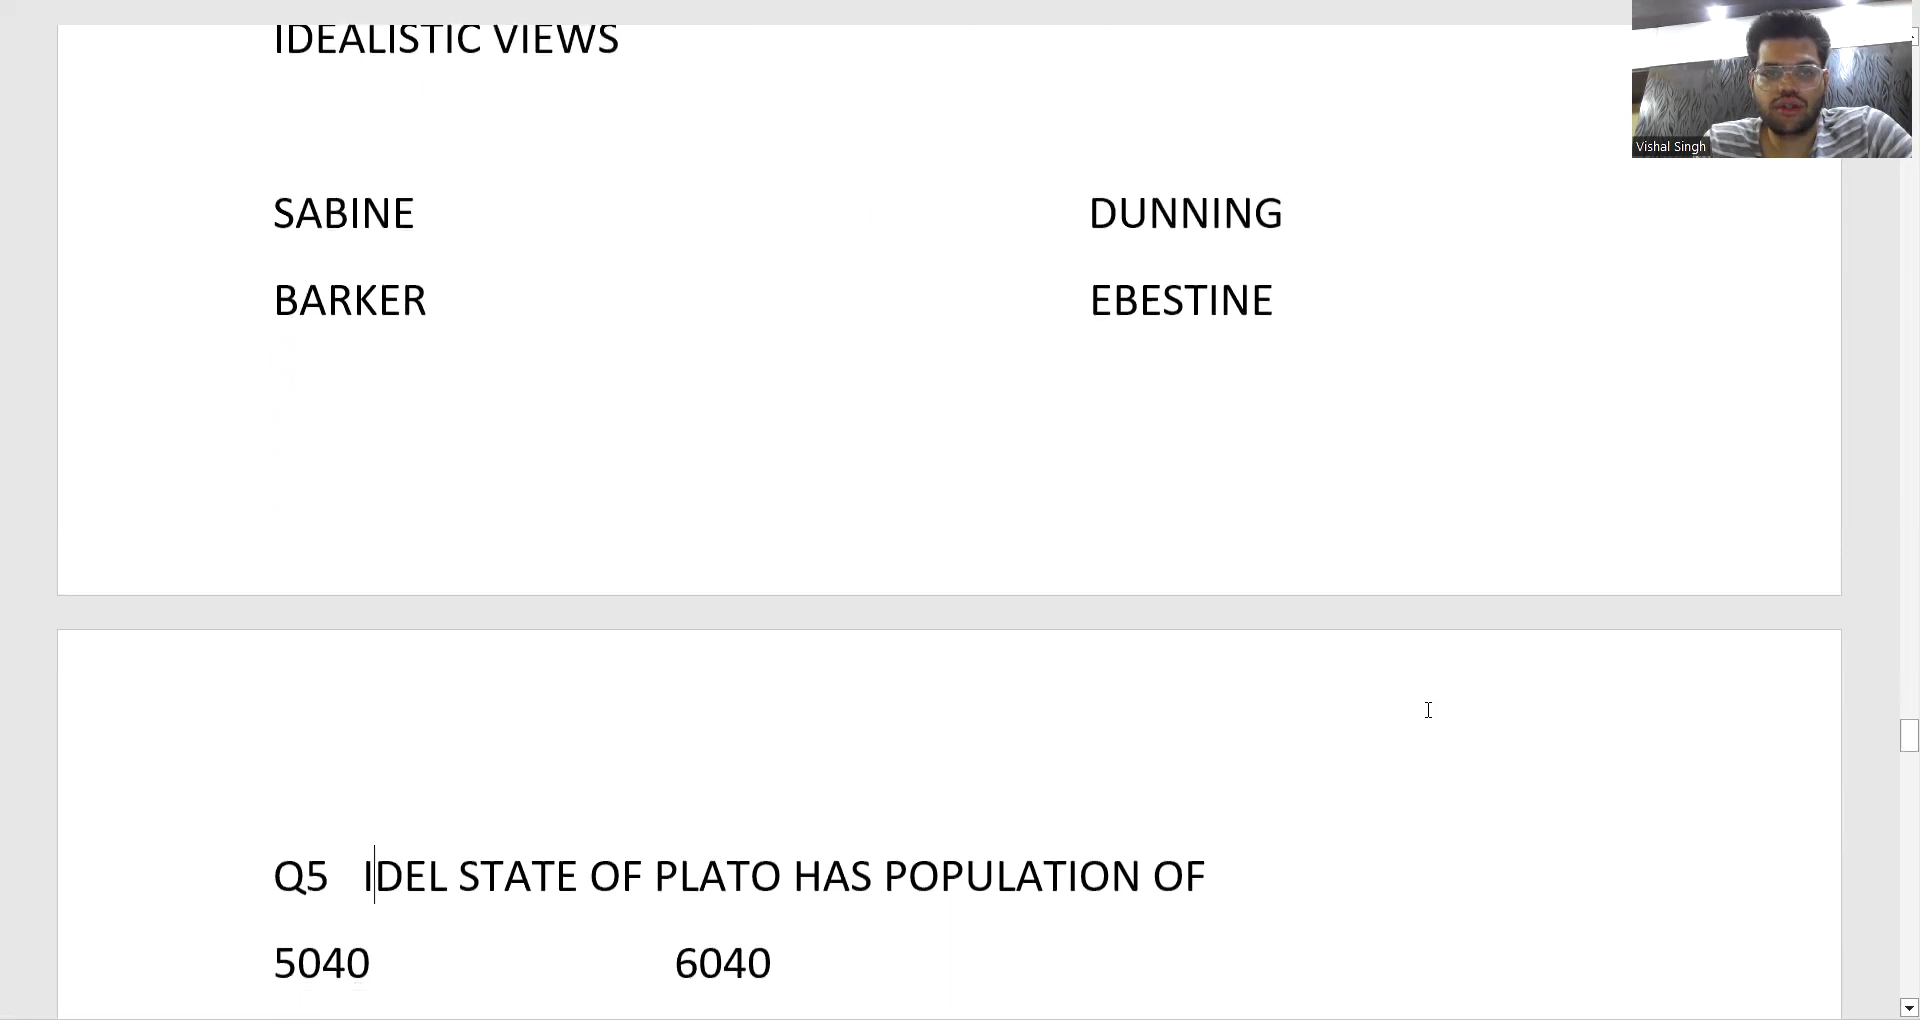 IDEALISTIC VIEWS
Vishal Singh
SABINE DUNNING
BARKER EBESTINE
Q5 IDEL STATE OF PLATO HAS POPULATION OF
5040 6040